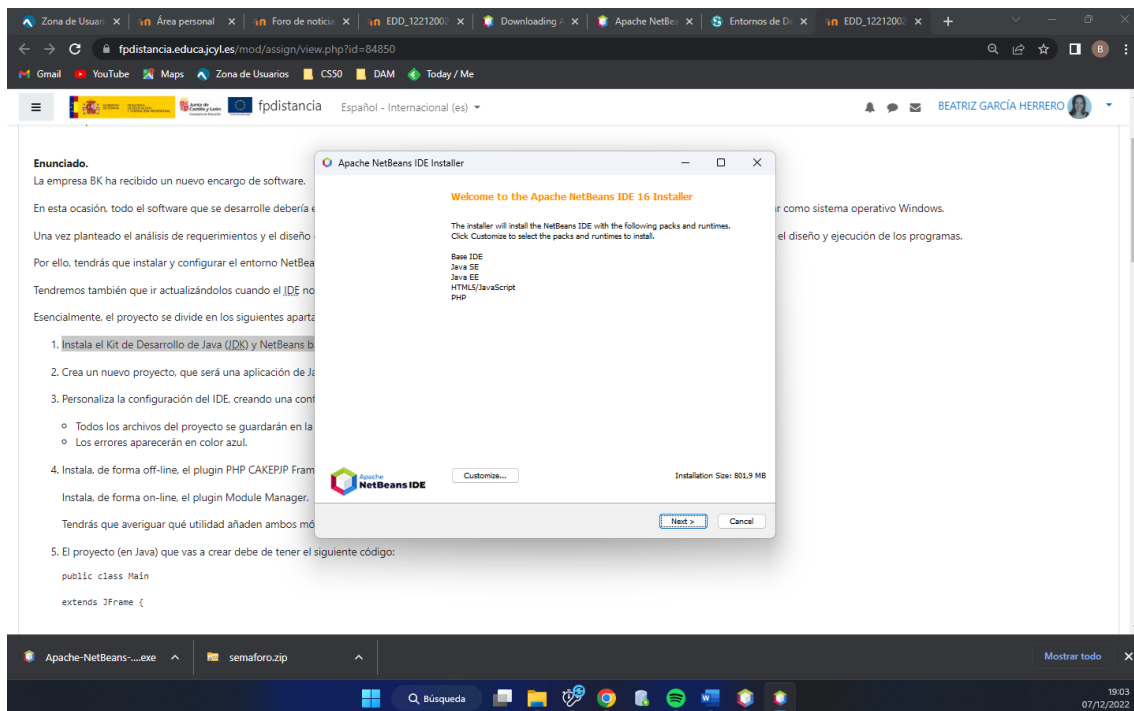 Zona de Usuari
Área personal
Foro de notici
EDD_12212002
Downloading A
Apache NetBe
Entornos de De
EDD_12212002
fpdistancia.educa.jcyl.es/mod/assign/view.php?id=84850
B
Gmail
YouTube
Maps
Zona de Usuarios
CS50
DAM
Today / Me
Junta de
Castilla y León
fpdistancia
Español - Internacional (es)
BEATRIZ GARCÍA HERRERO
Enunciado.
La empresa BK ha recibido un nuevo encargo de software.
En esta ocasión, todo el software que se desarrolle debería
r como sistema operativo Windows.
Una vez planteado el análisis de requerimientos y el diseño
el diseño y ejecución de los programas.
Por ello, tendrás que instalar y configurar el entorno NetBea
Tendremos también que ir actualizándolos cuando el IDE no
Esencialmente, el proyecto se divide en los siguientes aparta
1. Instala el Kit de Desarrollo de Java (JDK) y NetBeans b
2. Crea un nuevo proyecto, que será una aplicación de Ja
3. Personaliza la configuración del IDE, creando una conf
Todos los archivos del proyecto se guardarán en la
Los errores aparecerán en color azul.
4. Instala, de forma off-line, el plugin PHP CAKEPJP Fram
Instala, de forma on-line, el plugin Module Manager.
Tendrás que averiguar qué utilidad añaden ambos mó
5. El proyecto (en Java) que vas a crear debe de tener el siguiente código:
public class Main
extends JFrame {
Apache NetBeans IDE Installer
Welcome to the Apache NetBeans IDE 16 Installer
The installer will install the NetBeans IDE with the following packs and runtimes.
Click Customize to select the packs and runtimes to install.
Base IDE
Java SE
Java EE
HTML5/JavaScript
PHP
Apache
NetBeans IDE
Customize...
Installation Size: 801,9 MB
Next >
Cancel
Apache-NetBeans-....exe
semaforo.zip
Mostrar todo
Búsqueda
19:03
07/12/2022